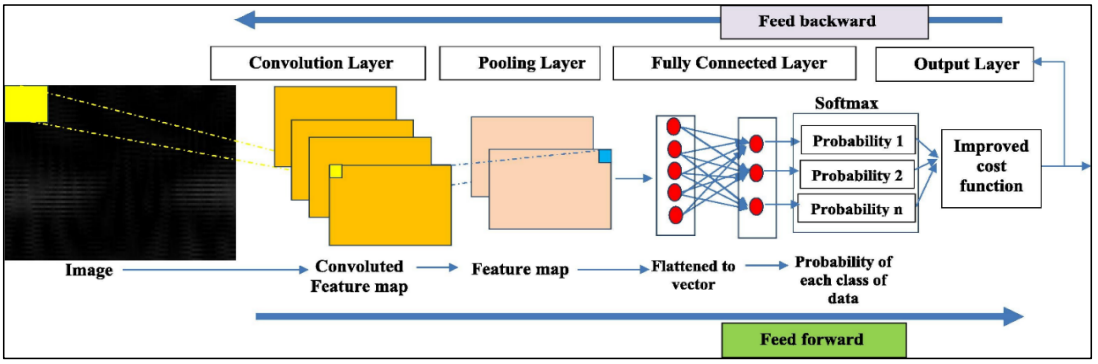 Feed backward
Convolution Layer
Pooling Layer
Fully Connected Layer
Output Layer
Softmax
Probability 1
Probability 2
Probability n
Improved
cost
function
Image
Convoluted
Feature map
Feature map
Flattened to
vector
Probability of
each class of
data
Feed forward